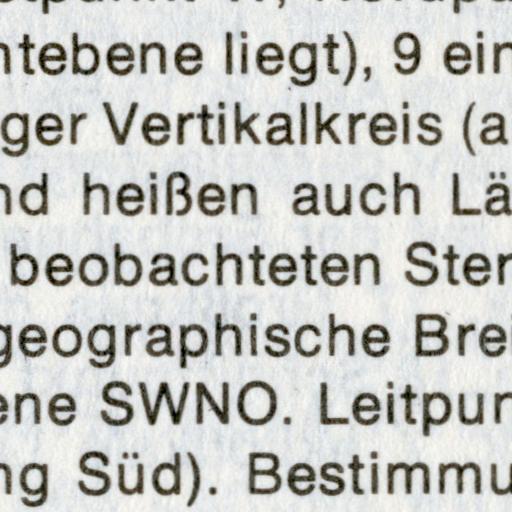 ntebene liegt), 9 ein
ger Vertikalkreis (a
nd heißen auch Lä
beobachteten Ster
geographische Brei
ene SWNO. Leitpun
ng Süd). Bestimmu